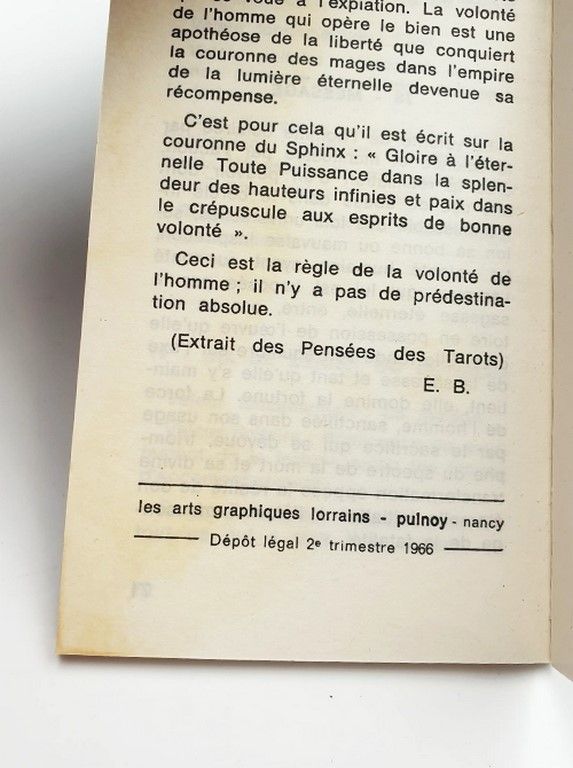 à l'expiation. La volonté
de l'homme qui opère le bien est une
apothéose de la liberté que conquiert
la couronne des mages dans l'empire
de la lumière éternelle devenue sa
récompense.
C'est pour cela qu'il est écrit sur la
couronne du Sphinx : « Gloire à l'éter-
nelle Toute Puissance dans la splen-
deur des hauteurs infinies et paix dans
le crépuscule aux esprits de bonne
volonté ».
Ceci est la règle de la volonté de
l'homme ; il n'y a pas de prédestina-
tion absolue.
(Extrait des Pensées des Tarots)
E. B.
les arts graphiques lorrains - pulnoy - nancy
Dépôt légal 2e trimestre 1966